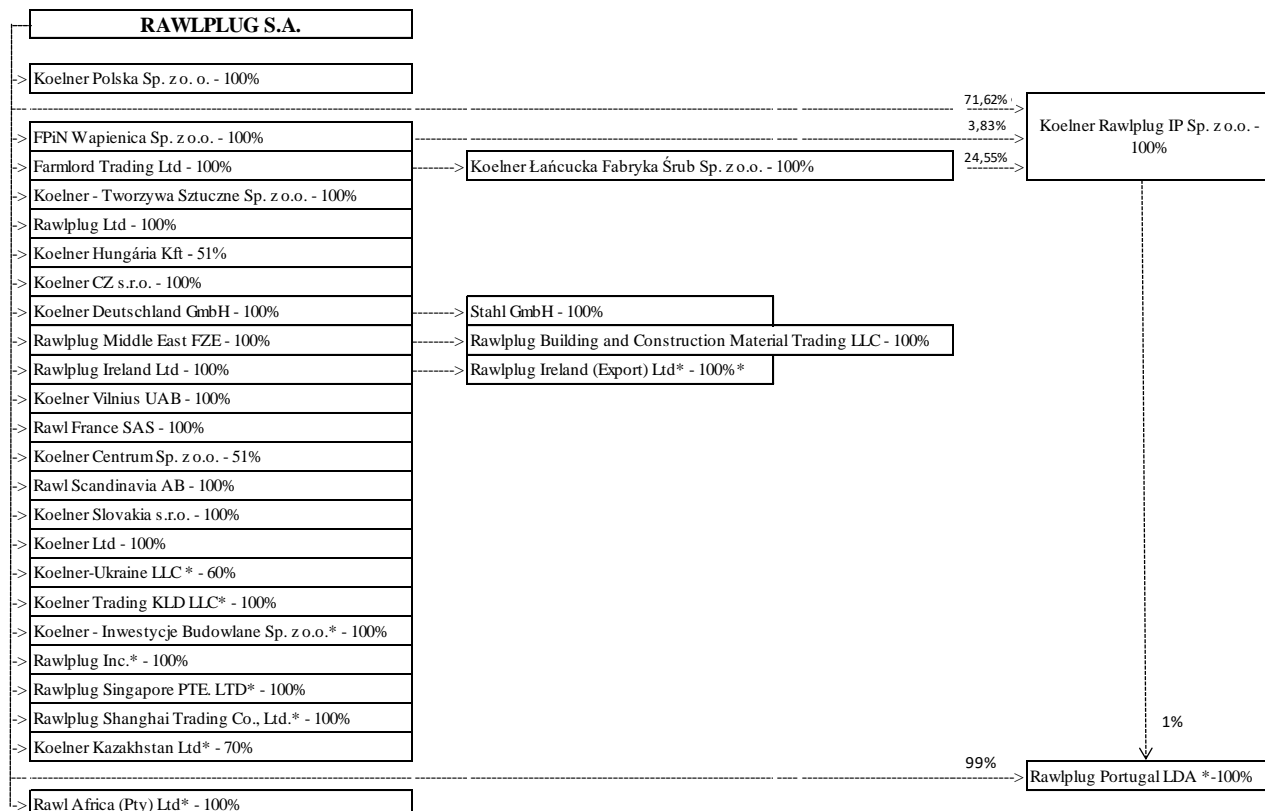 RAWLPLUG S.A.
Koelner Polska Sp. z o. o. - 100%
71,62%
Koelner Rawlplug IP Sp. z o.o. -
100%
3,83%
FPiN Wapienica Sp. z o.o. - 100%
Farmlord Trading Ltd - 100%
Koelner Łańcucka Fabryka Śrub Sp. z o.o. - 100%
24,55%
Koelner - Tworzywa Sztuczne Sp. z o.o. - 100%
Rawlplug Ltd - 100%
Koelner Hungária Kft - 51%
Koelner CZ s.r.o. - 100%
Koelner Deutschland GmbH - 100%
Stahl GmbH - 100%
Rawlplug Middle East FZE - 100%
Rawlplug Building and Construction Material Trading LLC - 100%
Rawlplug Ireland Ltd - 100%
Rawlplug Ireland (Export) Ltd* - 100%*
Koelner Vilnius UAB - 100%
Rawl France SAS - 100%
Koelner Centrum Sp. z o.o. - 51%
Rawl Scandinavia AB - 100%
Koelner Slovakia s.r.o. - 100%
Koelner Ltd - 100%
Koelner-Ukraine LLC * - 60%
Koelner Trading KLD LLC* - 100%
Koelner - Inwestycje Budowlane Sp. z o.o.* - 100%
Rawlplug Inc.* - 100%
Rawlplug Singapore PTE. LTD* - 100%
Rawlplug Shanghai Trading Co., Ltd.* - 100%
1%
Koelner Kazakhstan Ltd* - 70%
99%
Rawlplug Portugal LDA *-100%
Rawl Africa (Pty) Ltd* - 100%